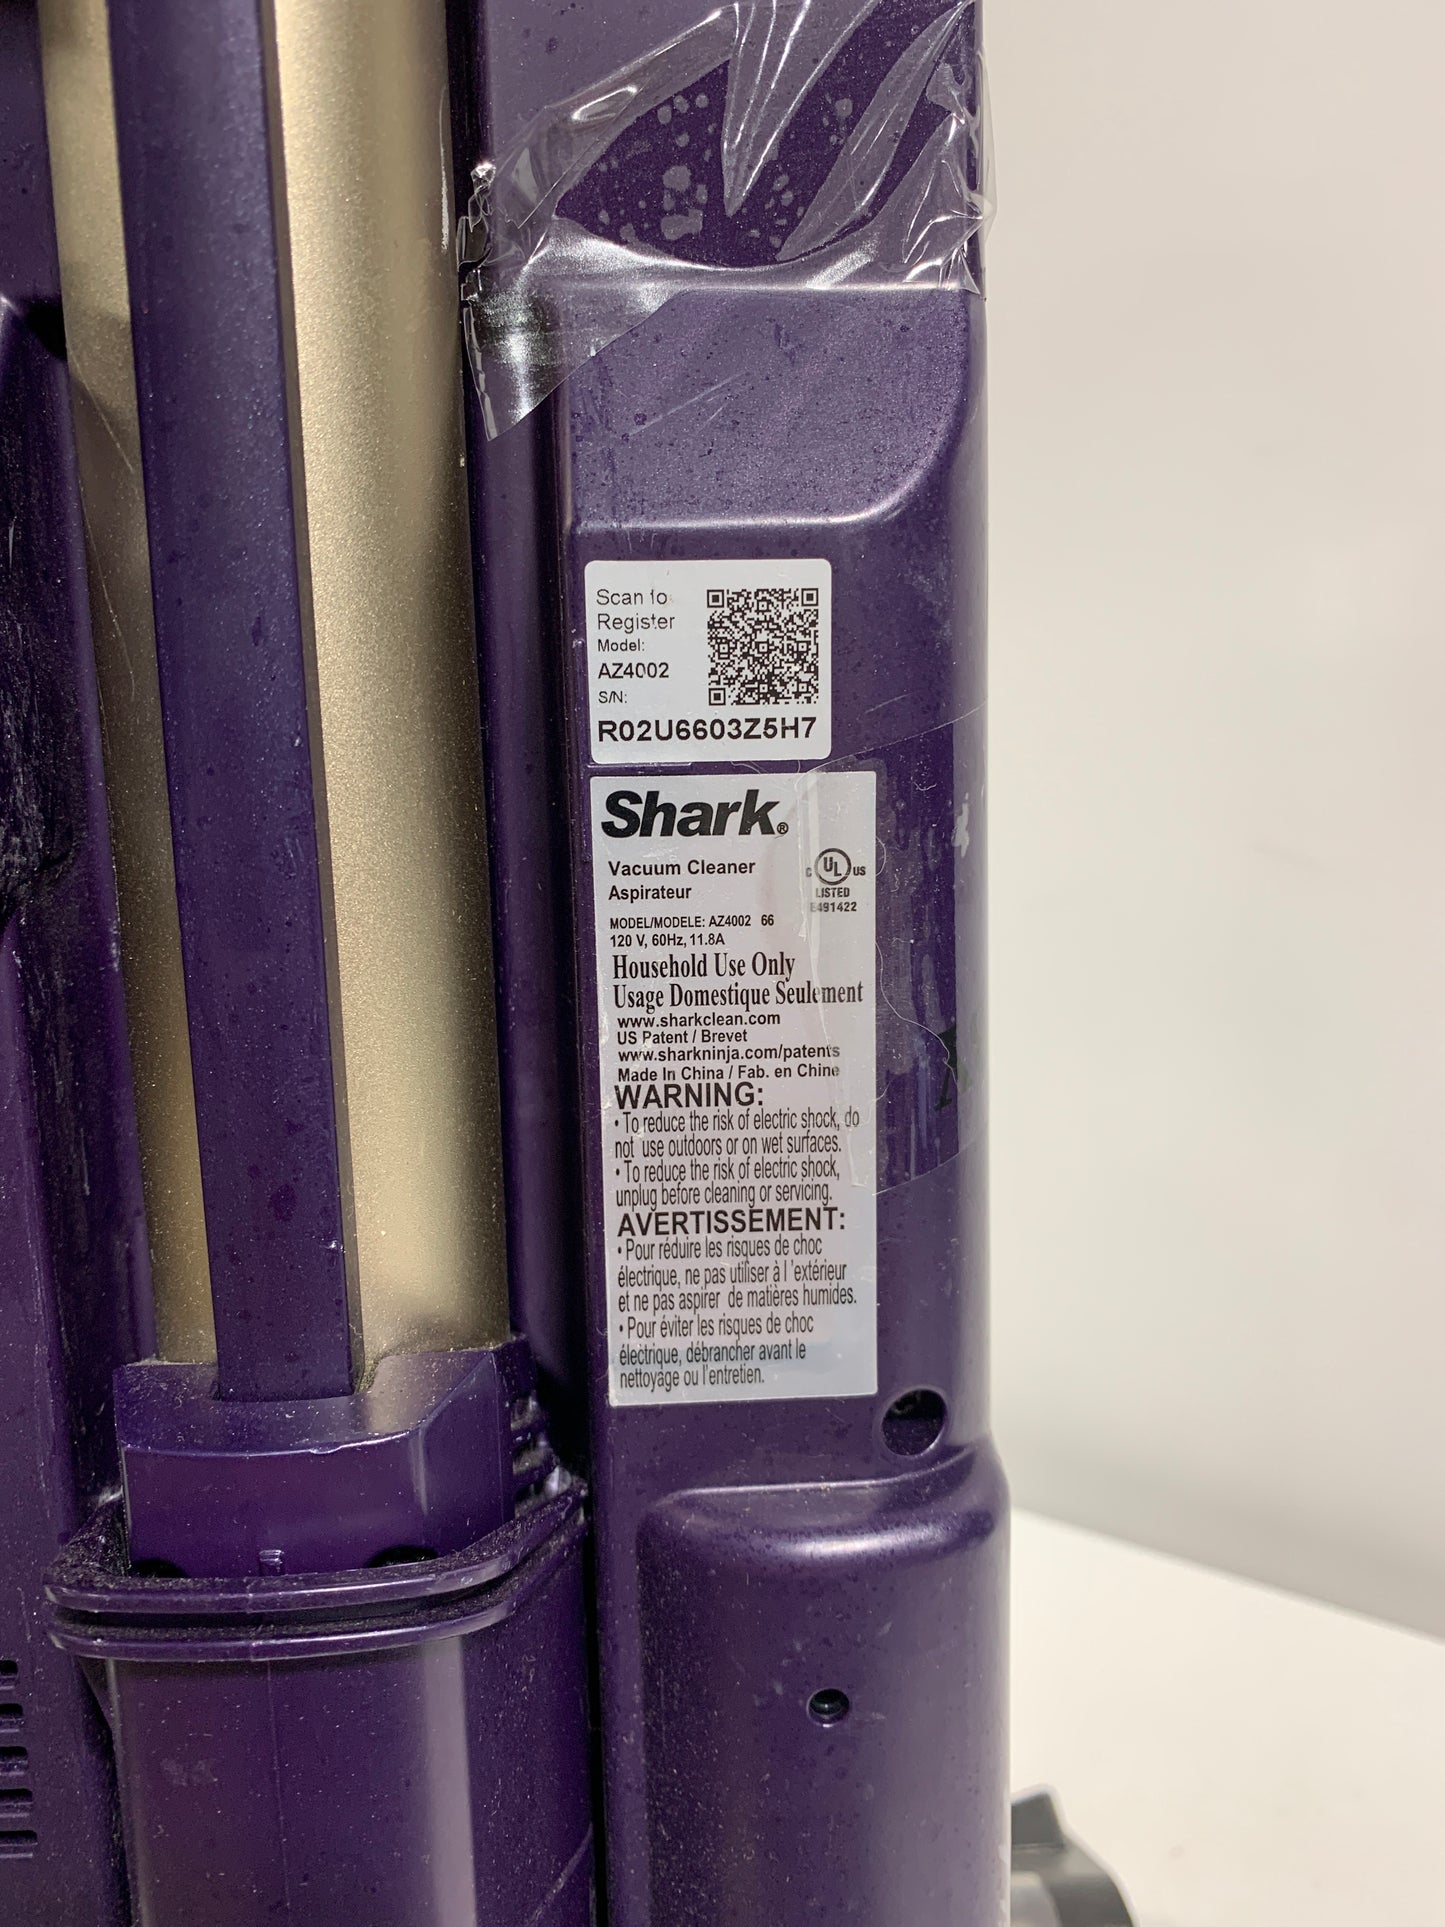 Scan to
Register
Model:
AZ4002
S/N:
R02U6603Z5H7
Shark®
Vacuum Cleaner
Aspirateur
C UL US
LISTED
E491422
MODEL/MODELE: AZ4002 66
120 V, 60Hz, 11.8A
Household Use Only
Usage Domestique Seulement
www.sharkclean.com
US Patent / Brevet
www.sharkninja.com/patents
Made In China / Fab. en Chine
WARNING:
• To reduce the risk of electric shock, do
not use outdoors or on wet surfaces.
• To reduce the risk of electric shock,
unplug before cleaning or servicing.
AVERTISSEMENT:
• Pour réduire les risques de choc
électrique, ne pas utiliser à l 'extérieur
et ne pas aspirer de matières humides.
• Pour éviter les risques de choc
électrique, débrancher avant le
nettoyage ou l'entretien.